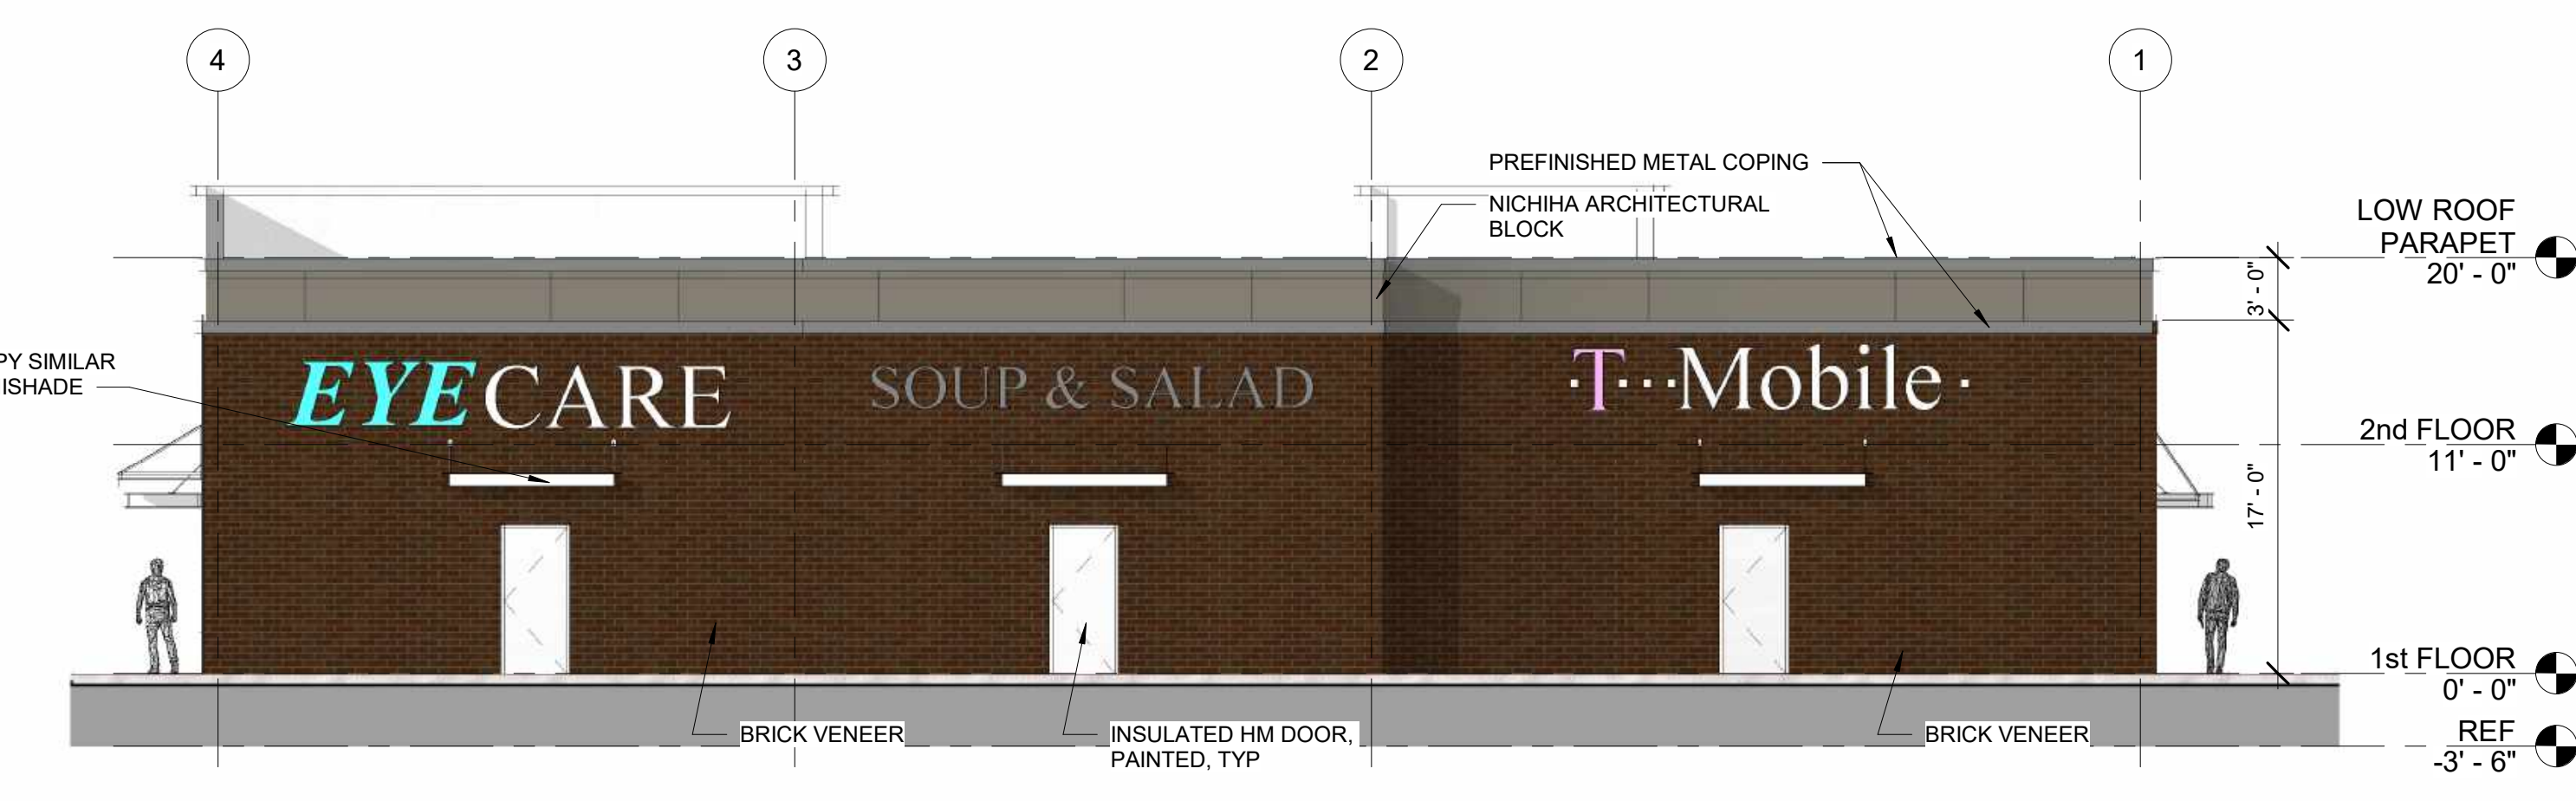 4
3
2
1
PREFINISHED METAL COPING
NICHIHA ARCHITECTURAL
BLOCK
LOW ROOF
PARAPET
20' - 0"
3' - 0"
PY SIMILAR
ISHADE
EYECARE
SOUP & SALAD
·T···Mobile·
2nd FLOOR
11' - 0"
17' - 0"
1st FLOOR
0' - 0"
BRICK VENEER
INSULATED HM DOOR,
PAINTED, TYP
BRICK VENEER
REF
-3' - 6"